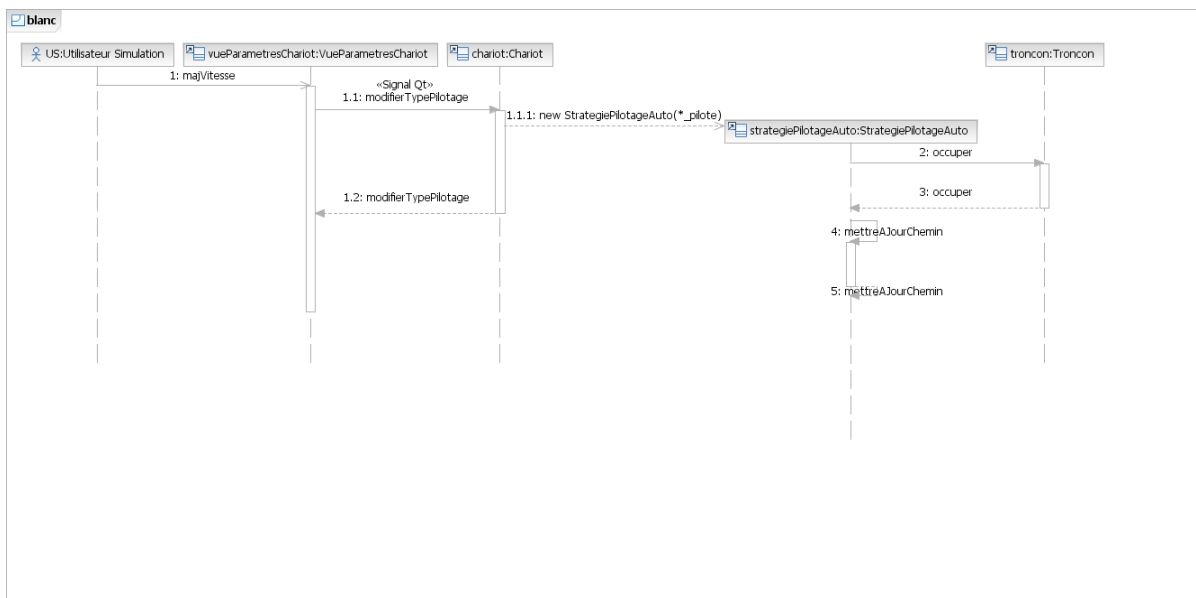 blanc
US:Utilisateur Simulation
vueParametresChariot:VueParametresChariot
chariot:Chariot
troncon:Troncon
1: majVitesse
«Signal Qt»
1.1: modifierTypePilotage
1.1.1: new StrategiePilotageAuto(*_pilote)
strategiePilotageAuto:StrategiePilotageAuto
2: occuper
1.2: modifierTypePilotage
3: occuper
4: mettreAJourChemin
5: mettreAJourChemin